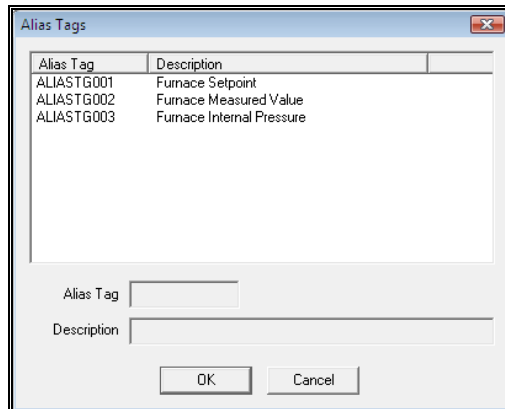 Alias Tags
Alias Tag Description
ALIASTG001 Furnace Setpoint
ALIASTG002 Furnace Measured Value
ALIASTG003 Furnace Internal Pressure
Alias Tag
Description
OK Cancel